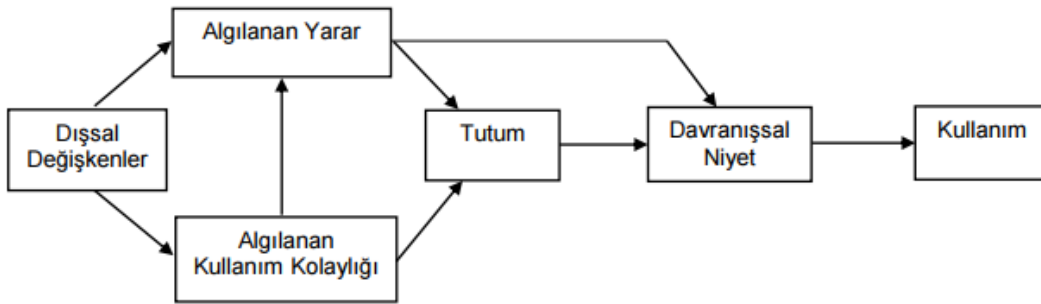 Algılanan Yarar
Dışsal
Değişkenler
Tutum
Davranışsal
Niyet
Kullanım
Algılanan
Kullanım Kolaylığı